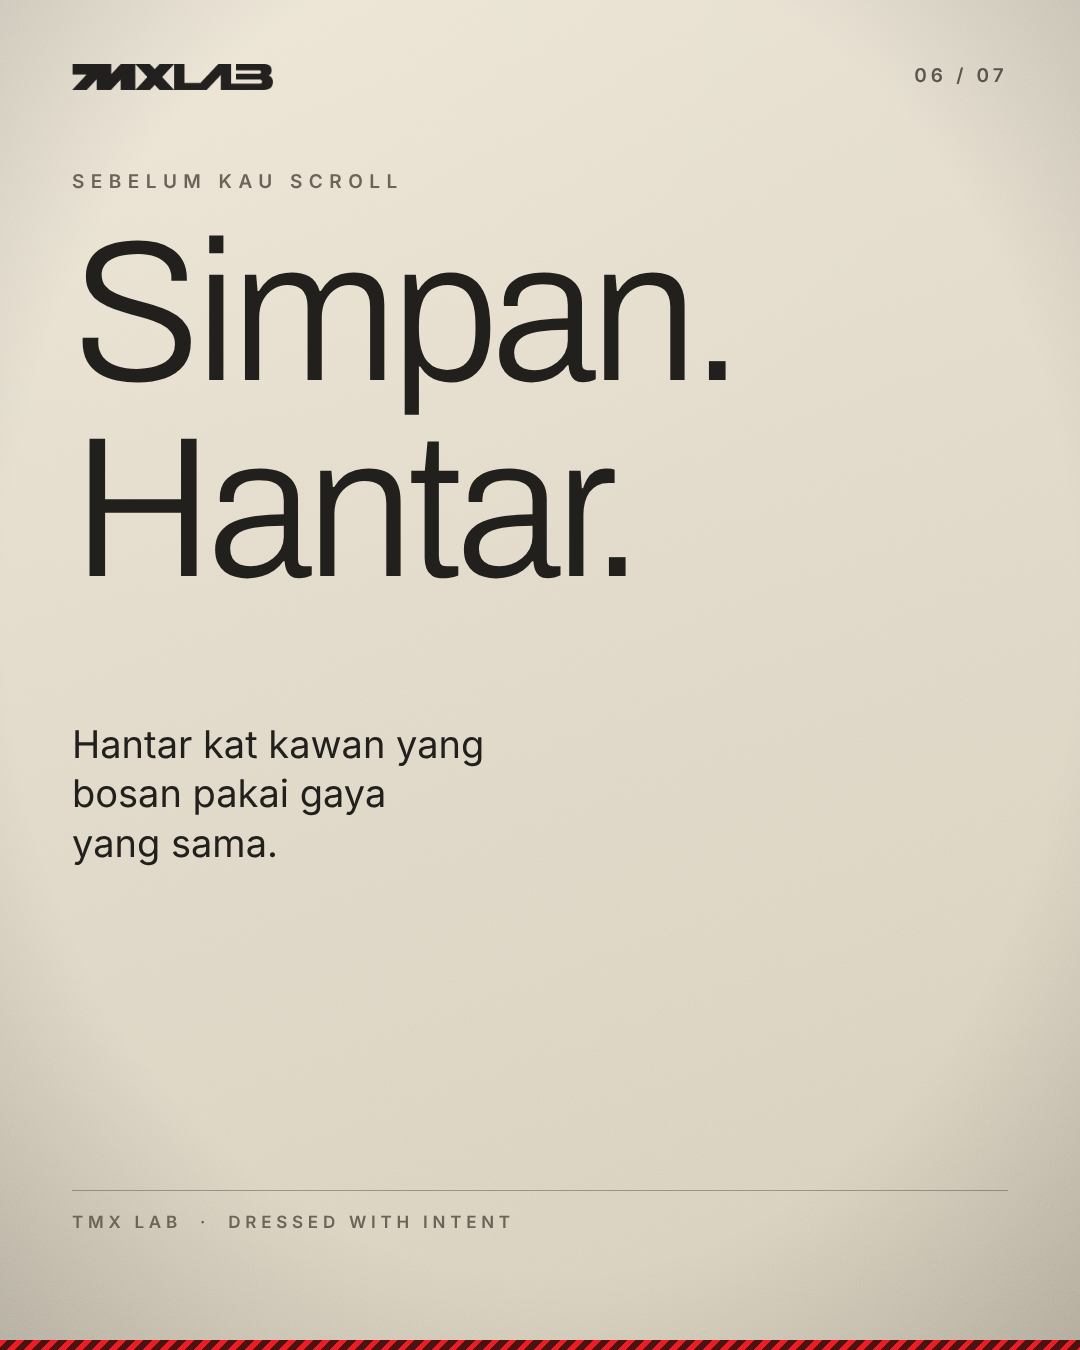 TMXLAB
06 / 07
SEBELUM KAU SCROLL
Simpan.
Hantar.
Hantar kat kawan yang
bosan pakai gaya
yang sama.
TMX LAB · DRESSED WITH INTENT